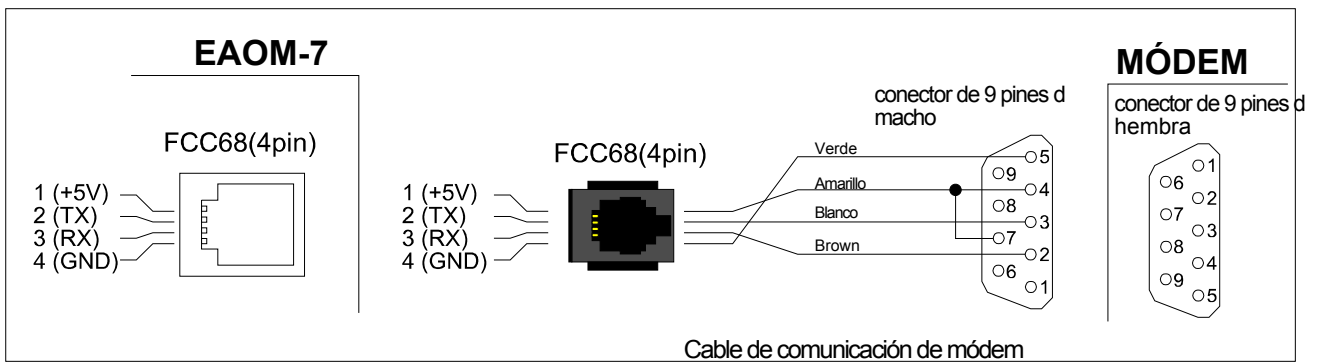 EAOM-7
FCC68(4pin)
1 (+5V)
2 (TX)
3 (RX)
4 (GND)
FCC68(4pin)
1 (+5V)
2 (TX)
3 (RX)
4 (GND)
Verde
Amarillo
Blanco
Brown
conector de 9 pines d
macho
5
9
4
8
3
7
2
6
1
MÓDEM
conector de 9 pines d
hembra
1
6
2
7
3
8
4
9
5
Cable de comunicación de módem